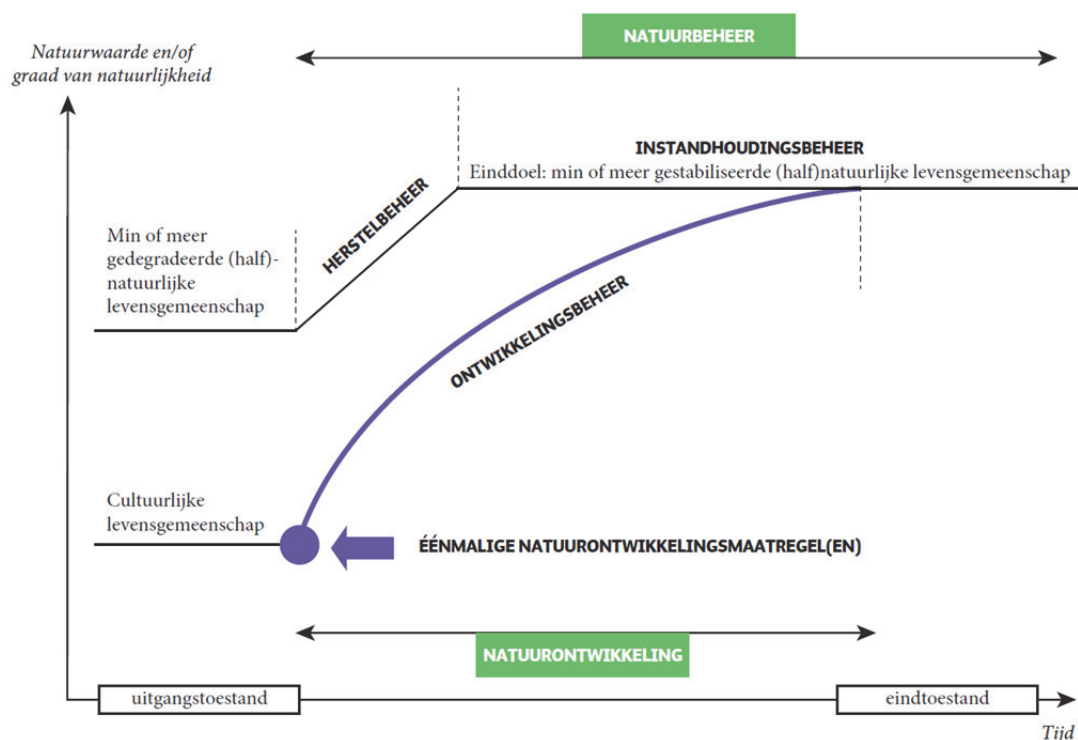 NATUURBEHEER
Natuurwaarde en/of
graad van natuurlijkheid
INSTANDHOUDINGSBEHEER
Einddoel: min of meer gestabiliseerde (half)natuurlijke levensgemeenschap
HERSTELBEHEER
Min of meer
gedegradeerde (half)-
natuurlijke
levensgemeenschap
ONTWIKKELINGSBEHEER
Cultuurlijke
levensgemeenschap
ÉÉNMALIGE NATUURONTWIKKELINGSMAATREGEL(EN)
NATUURONTWIKKELING
uitgangstoestand
eindtoestand
Tijd